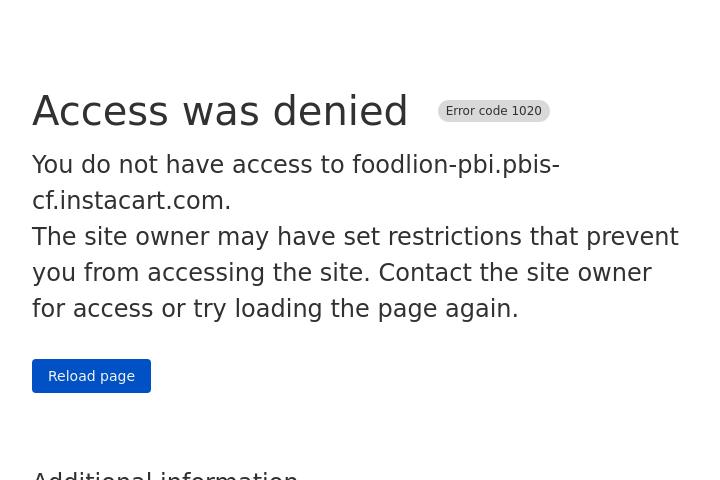 Access was denied
Error code 1020
You do not have access to foodlion-pbi.pbis-
cf.instacart.com.
The site owner may have set restrictions that prevent
you from accessing the site. Contact the site owner
for access or try loading the page again.
Reload page
Additional information